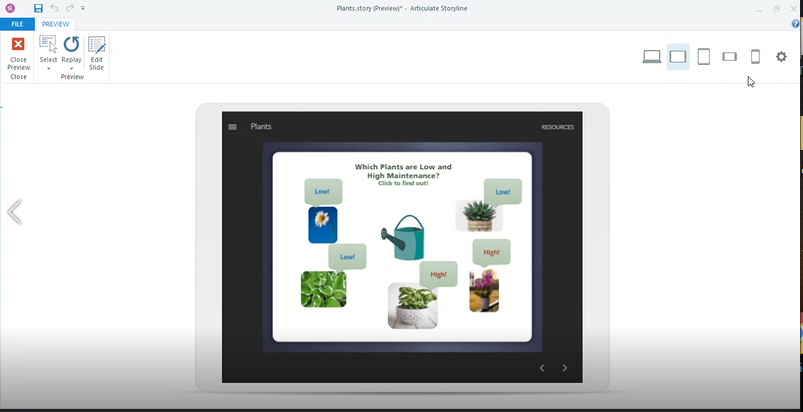 Plants.story (Preview)* - Articulate Storyline
FILE
PREVIEW
Close Preview
Select
Replay
Edit Slide
Close
Preview
Plants
RESOURCES
Which Plants are Low and
High Maintenance?
Click to find out!
Low!
Low!
Low!
High!
High!